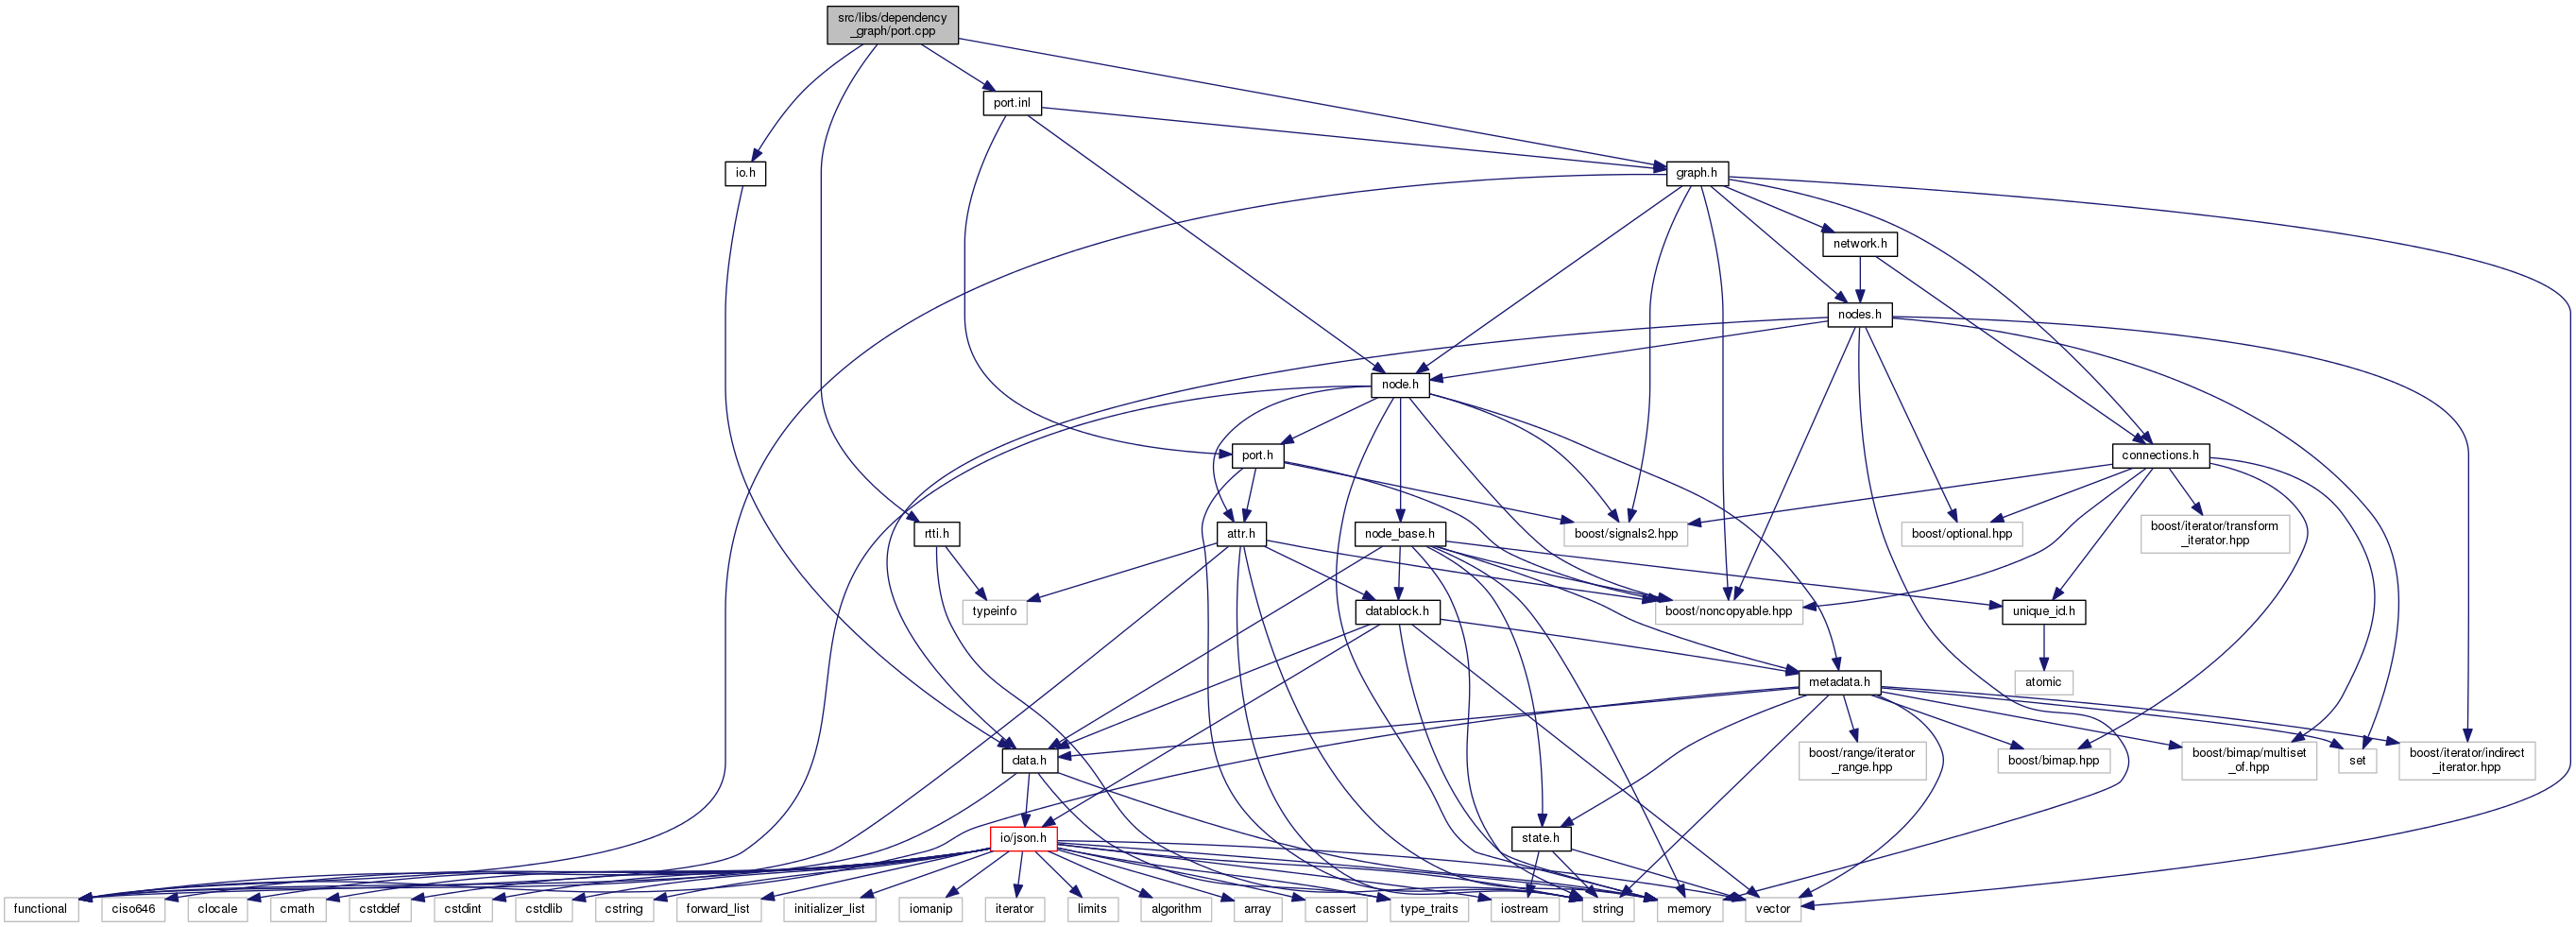 src/libs/dependency
_graph/port.cpp
port.inl
io.h
graph.h
network.h
nodes.h
node.h
port.h
connections.h
rtti.h
attr.h
node_base.h
boost/signals2.hpp
boost/optional.hpp
boost/iterator/transform
_iterator.hpp
typeinfo
datablock.h
boost/noncopyable.hpp
unique_id.h
metadata.h
atomic
data.h
boost/range/iterator
_range.hpp
boost/bimap.hpp
boost/bimap/multiset
_of.hpp
set
boost/iterator/indirect
_iterator.hpp
io/json.h
state.h
functional
ciso646
clocale
cmath
cstddef
cstdint
cstdlib
cstring
forward_list
initializer_list
iomanip
iterator
limits
algorithm
array
cassert
type_traits
iostream
string
memory
vector